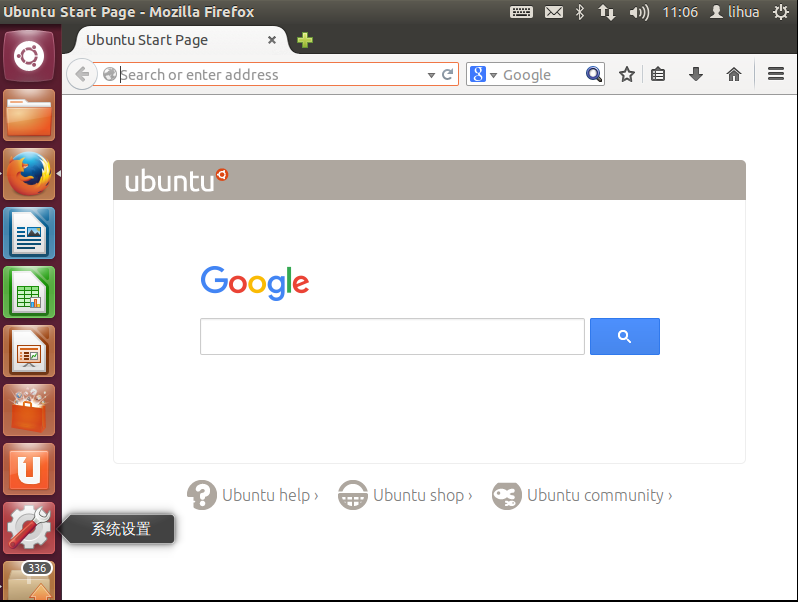 Ubuntu Start Page - Mozilla Firefox
11:06
lihua
Ubuntu Start Page
Search or enter address
Google
ubuntu
Google
Ubuntu help ›
Ubuntu shop ›
Ubuntu community ›
系统设置
336